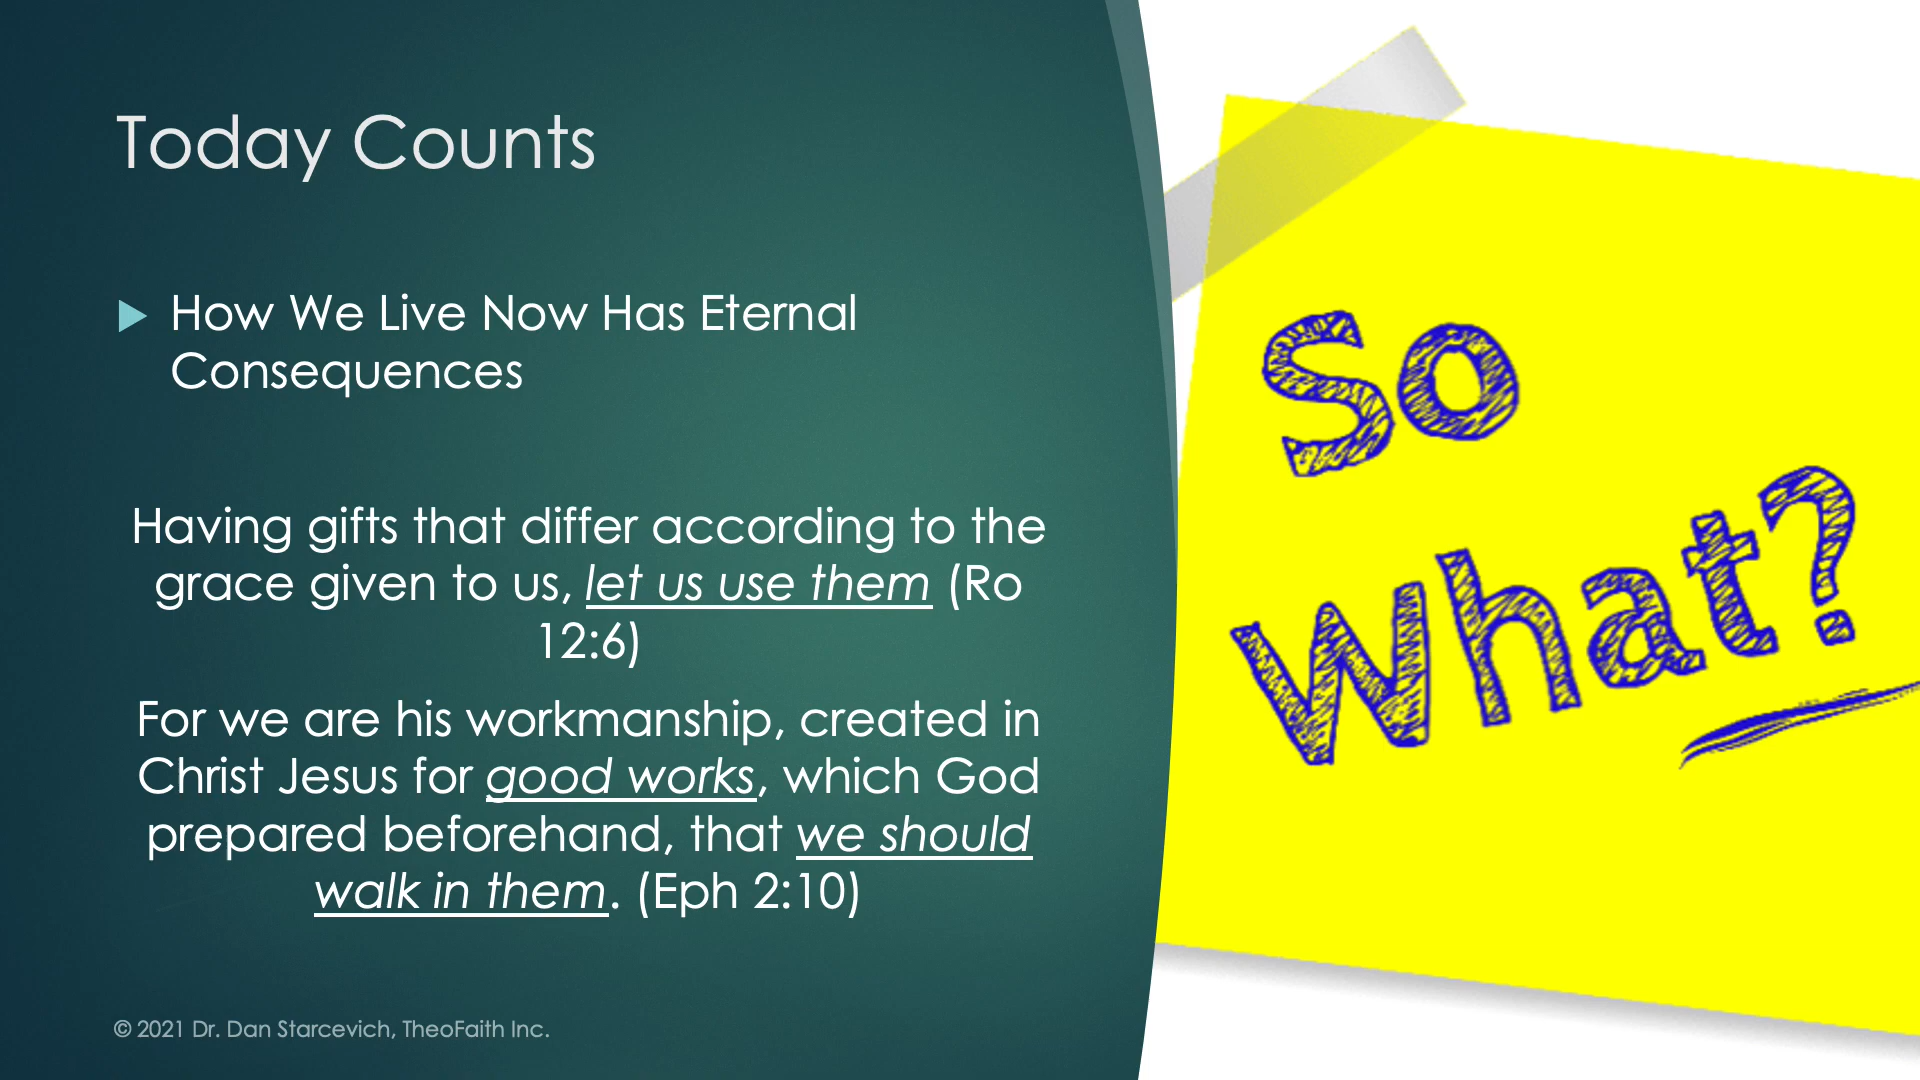 Today Counts
How We Live Now Has Eternal
Consequences
Having gifts that differ according to the
grace given to us, let us use them (Ro
12:6)
For we are his workmanship, created in
Christ Jesus for good works, which God
prepared beforehand, that we should
walk in them. (Eph 2:10)
© 2021 Dr. Dan Starcevich, TheoFaith Inc.
So
What?